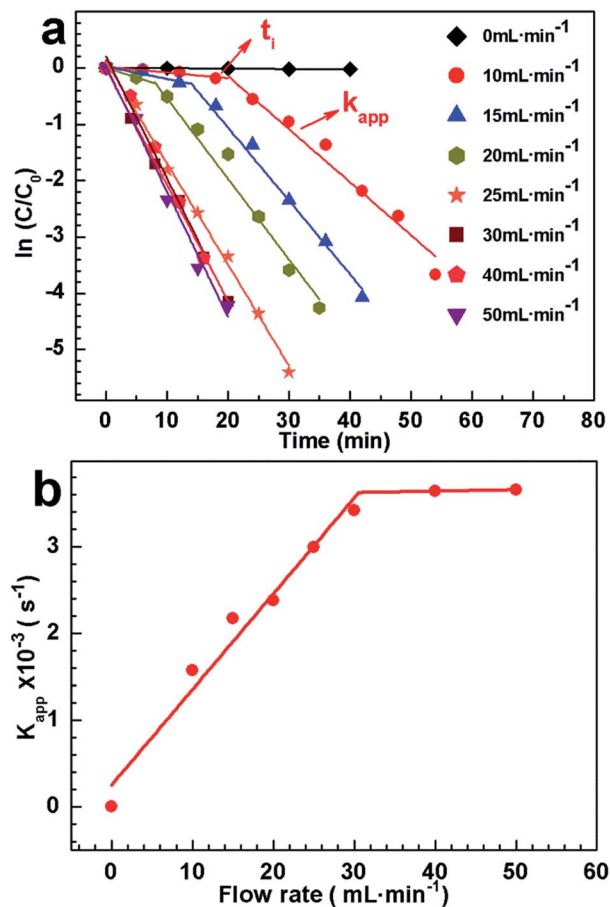 a
t_i
k_app
0mL·min⁻¹
10mL·min⁻¹
15mL·min⁻¹
20mL·min⁻¹
25mL·min⁻¹
30mL·min⁻¹
40mL·min⁻¹
50mL·min⁻¹
ln (C/C₀)
0
-1
-2
-3
-4
-5
0 10 20 30 40 50 60 70 80
Time (min)
b
K_app X10⁻³ ( s⁻¹)
3
2
1
0
0 10 20 30 40 50 60
Flow rate ( mL·min⁻¹)